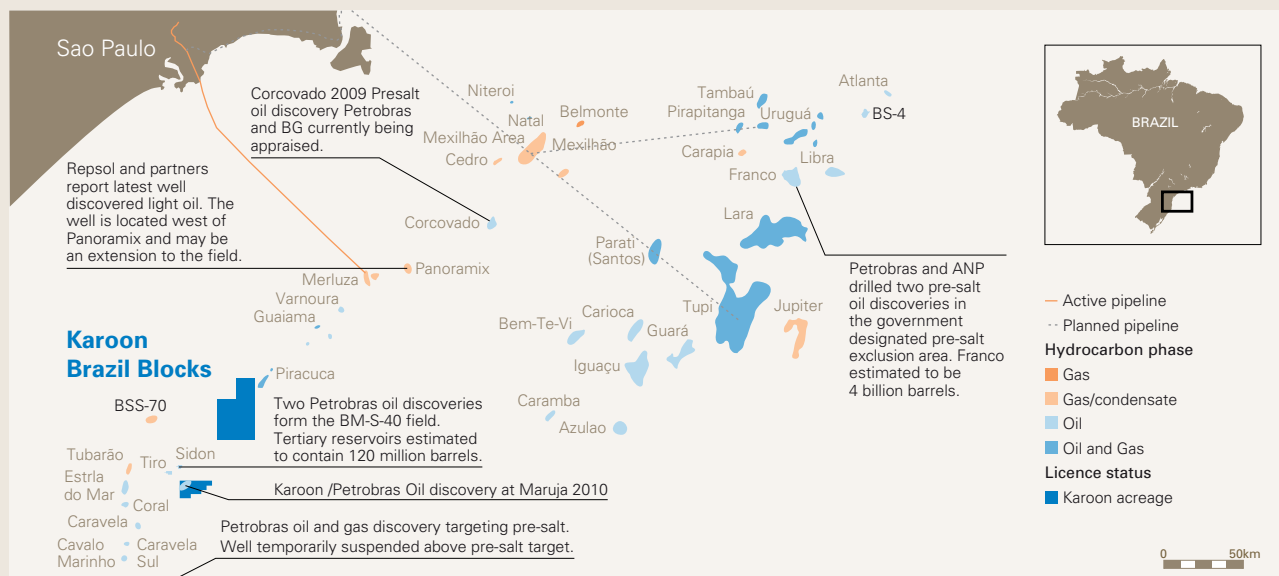 Sao Paulo
Corcovado 2009 Presalt
oil discovery Petrobras
and BG currently being
appraised.
Repsol and partners
report latest well
discovered light oil. The
well is located west of
Panoramix and may be
an extension to the field.
Niteroi
Natal
Belmonte
Mexilhão Area
Mexilhão
Cedro
Tambaú
Pirapitanga
Uruguá
Atlanta
BS-4
Carapia
Libra
Franco
Corcovado
Lara
Parati
(Santos)
Panoramix
Merluza
Varnoura
Guaiama
Tupi
Jupiter
Carioca
Bem-Te-Vi
Guará
Iguaçu
Caramba
Azulao
Petrobras and ANP
drilled two pre-salt
oil discoveries in
the government
designated pre-salt
exclusion area. Franco
estimated to be
4 billion barrels.
Karoon
Brazil Blocks
Piracuca
BSS-70
Two Petrobras oil discoveries
form the BM-S-40 field.
Tertiary reservoirs estimated
to contain 120 million barrels.
Tubarão
Tiro
Sidon
Estrla
do Mar
Coral
Caravela
Cavalo
Marinho
Caravela
Sul
Karoon /Petrobras Oil discovery at Maruja 2010
Petrobras oil and gas discovery targeting pre-salt.
Well temporarily suspended above pre-salt target.
BRAZIL
Active pipeline
Planned pipeline
Hydrocarbon phase
Gas
Gas/condensate
Oil
Oil and Gas
Licence status
Karoon acreage
0 50km